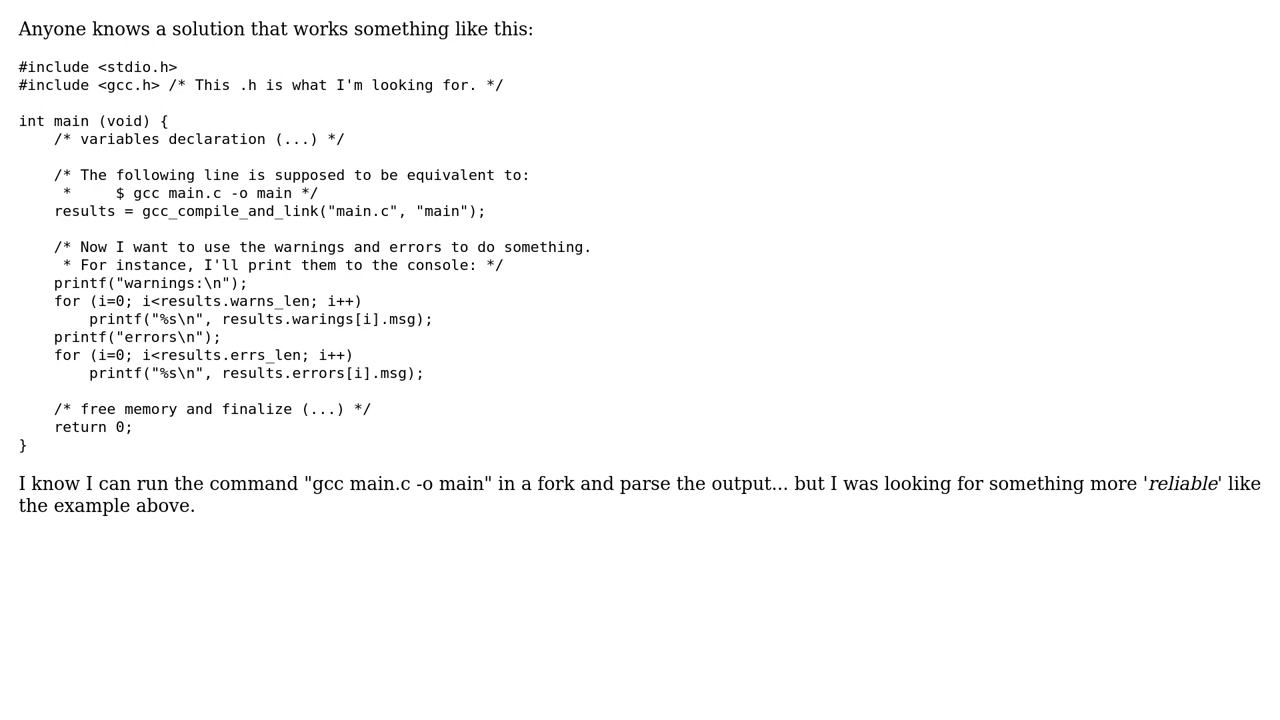 Anyone knows a solution that works something like this:
#include <stdio.h>
#include <gcc.h> /* This .h is what I'm looking for. */
int main (void) {
    /* variables declaration (...) */
    /* The following line is supposed to be equivalent to:
     *     $ gcc main.c -o main */
    results = gcc_compile_and_link("main.c", "main");
    /* Now I want to use the warnings and errors to do something.
     * For instance, I'll print them to the console: */
    printf("warnings:\n");
    for (i=0; i<results.warns_len; i++)
        printf("%s\n", results.warings[i].msg);
    printf("errors\n");
    for (i=0; i<results.errs_len; i++)
        printf("%s\n", results.errors[i].msg);
    /* free memory and finalize (...) */
    return 0;
}
I know I can run the command "gcc main.c -o main" in a fork and parse the output... but I was looking for something more 'reliable' like
the example above.